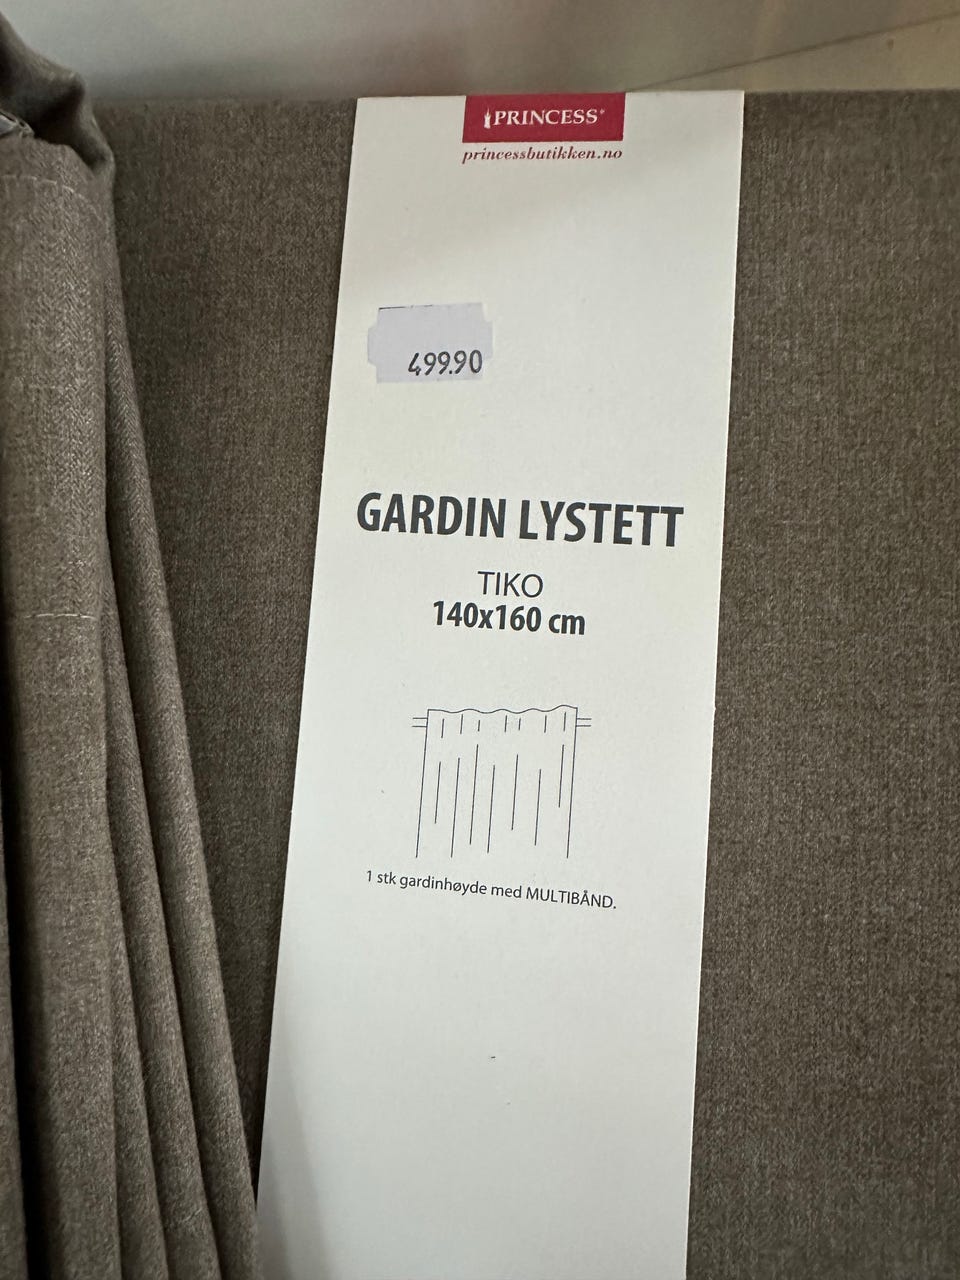 PRINCESS®
princessbutikken.no
499.90
GARDIN LYSTETT
TIKO
140x160 cm
1 stk gardinhøyde med MULTIBÅND.